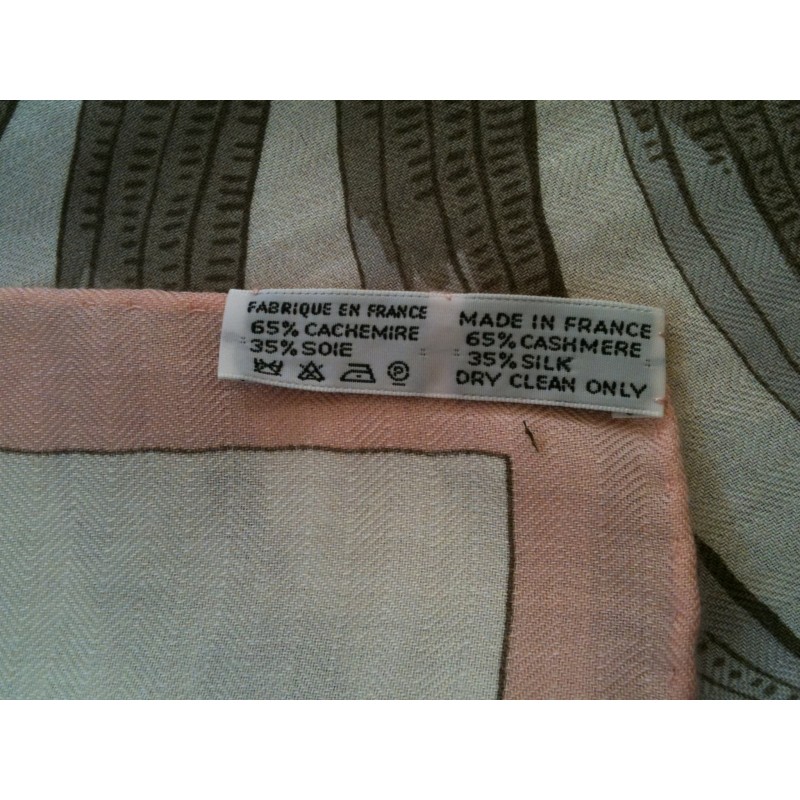 FABRIQUE EN FRANCE
65% CACHEMIRE
35% SOIE
P
MADE IN FRANCE
65% CASHMERE
35% SILK
DRY CLEAN ONLY